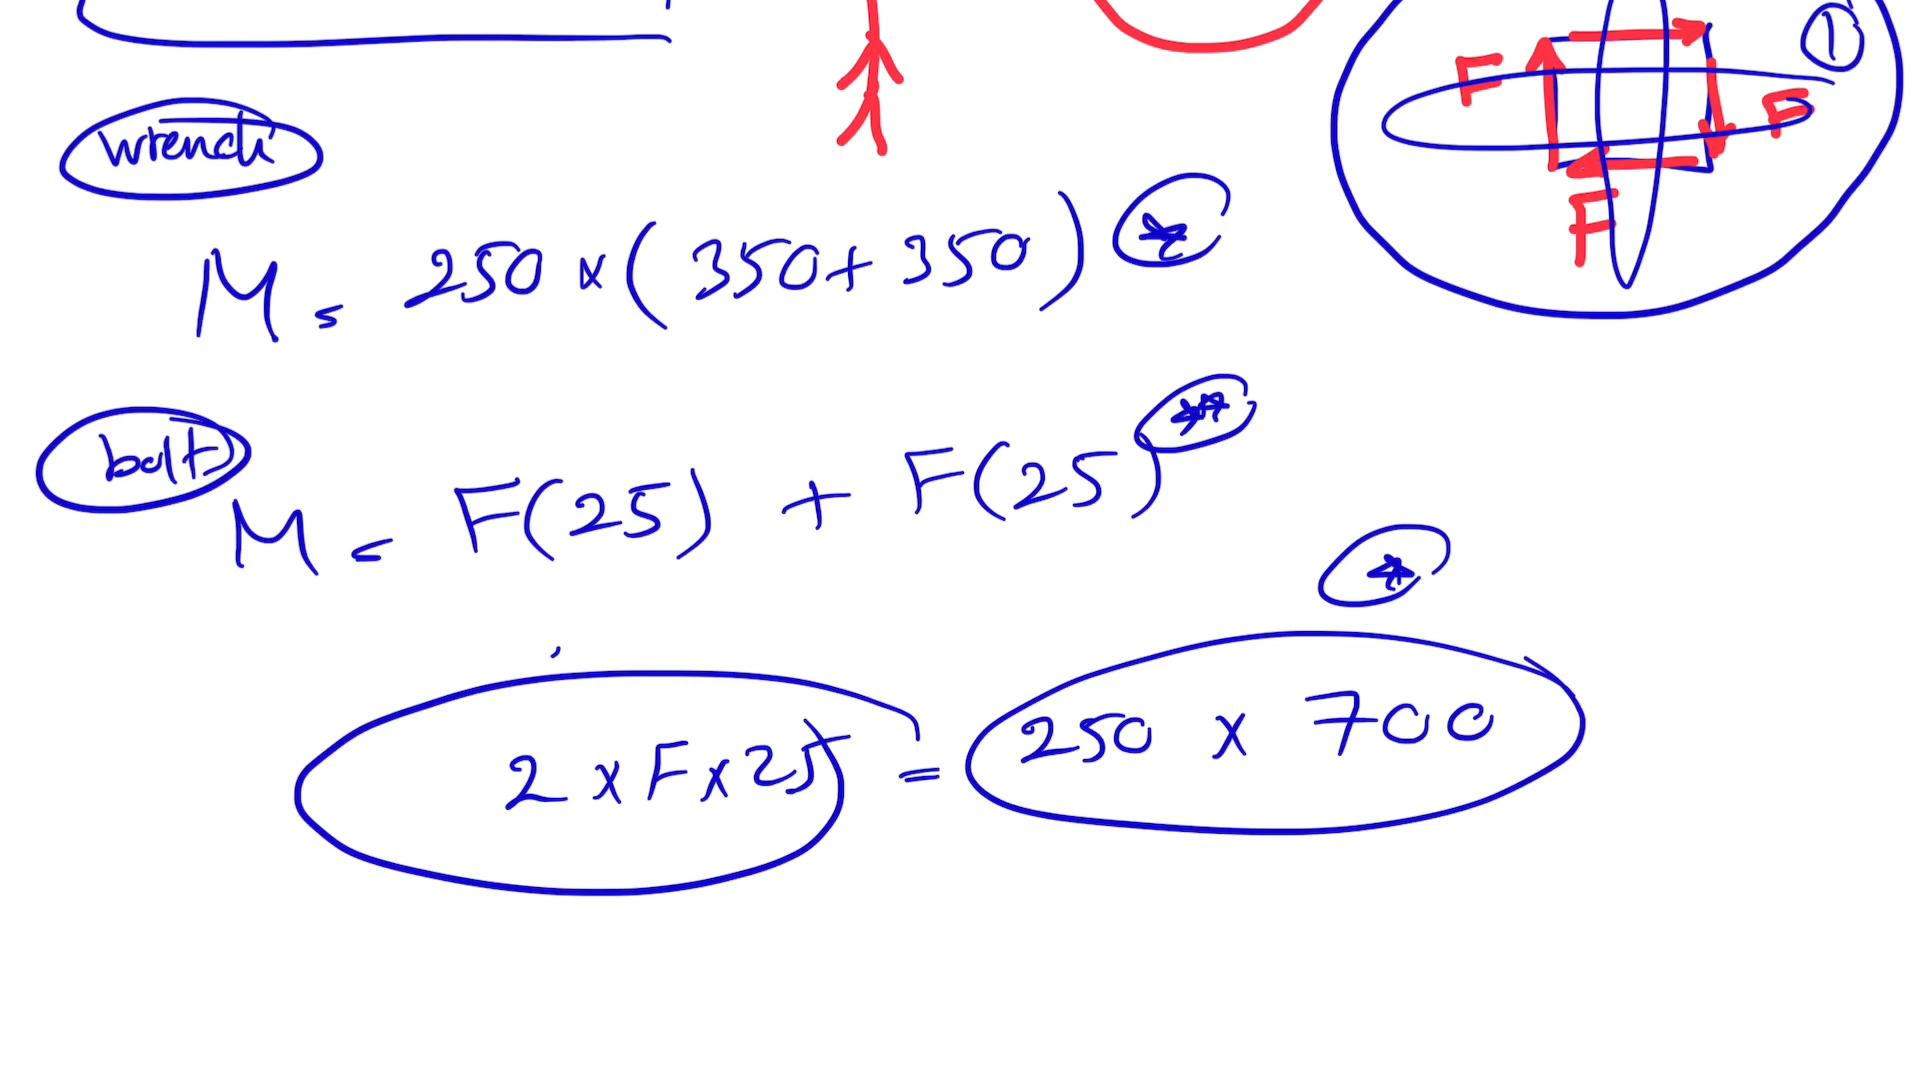 F F ①
F
wrench
M = 250 × (350 + 350) *
bolt
M = F(25) + F(25) **
*
2 × F × 25 = 250 × 700